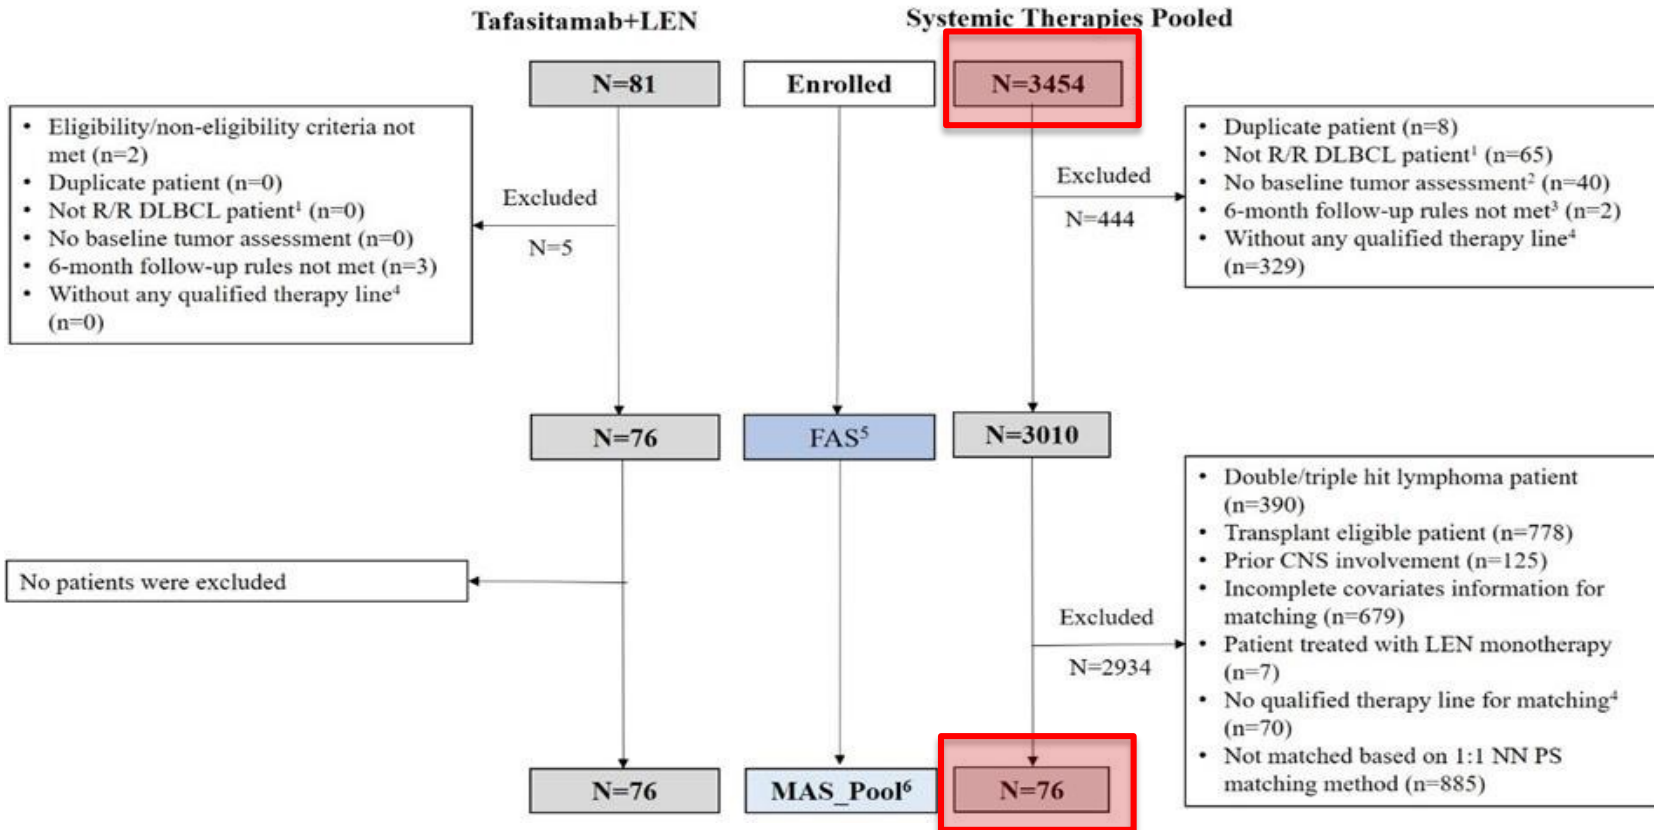 Tafasitamab+LEN
Systemic Therapies Pooled
N=81
Enrolled
N=3454
• Eligibility/non-eligibility criteria not
met (n=2)
• Duplicate patient (n=0)
• Not R/R DLBCL patient¹ (n=0)
• No baseline tumor assessment (n=0)
• 6-month follow-up rules not met (n=3)
• Without any qualified therapy line⁴
(n=0)
Excluded
N=5
Excluded
N=444
• Duplicate patient (n=8)
• Not R/R DLBCL patient¹ (n=65)
• No baseline tumor assessment² (n=40)
• 6-month follow-up rules not met³ (n=2)
• Without any qualified therapy line⁴
(n=329)
N=76
FAS⁵
N=3010
No patients were excluded
Excluded
N=2934
• Double/triple hit lymphoma patient
(n=390)
• Transplant eligible patient (n=778)
• Prior CNS involvement (n=125)
• Incomplete covariates information for
matching (n=679)
• Patient treated with LEN monotherapy
(n=7)
• No qualified therapy line for matching⁴
(n=70)
• Not matched based on 1:1 NN PS
matching method (n=885)
N=76
MAS_Pool⁶
N=76